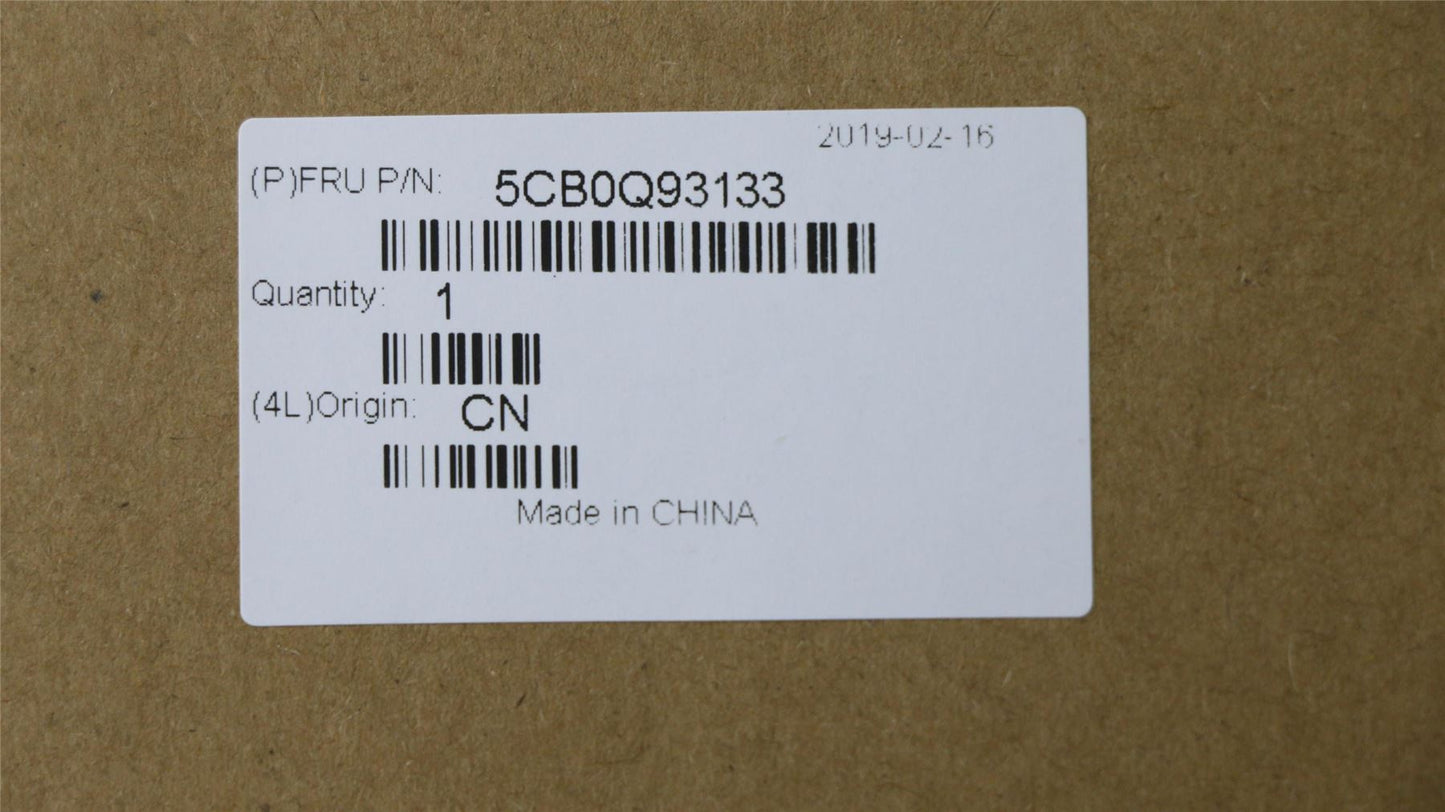 2019-02-16
(P)FRU P/N: 5CB0Q93133
Quantity: 1
(4L)Origin: CN
Made in CHINA